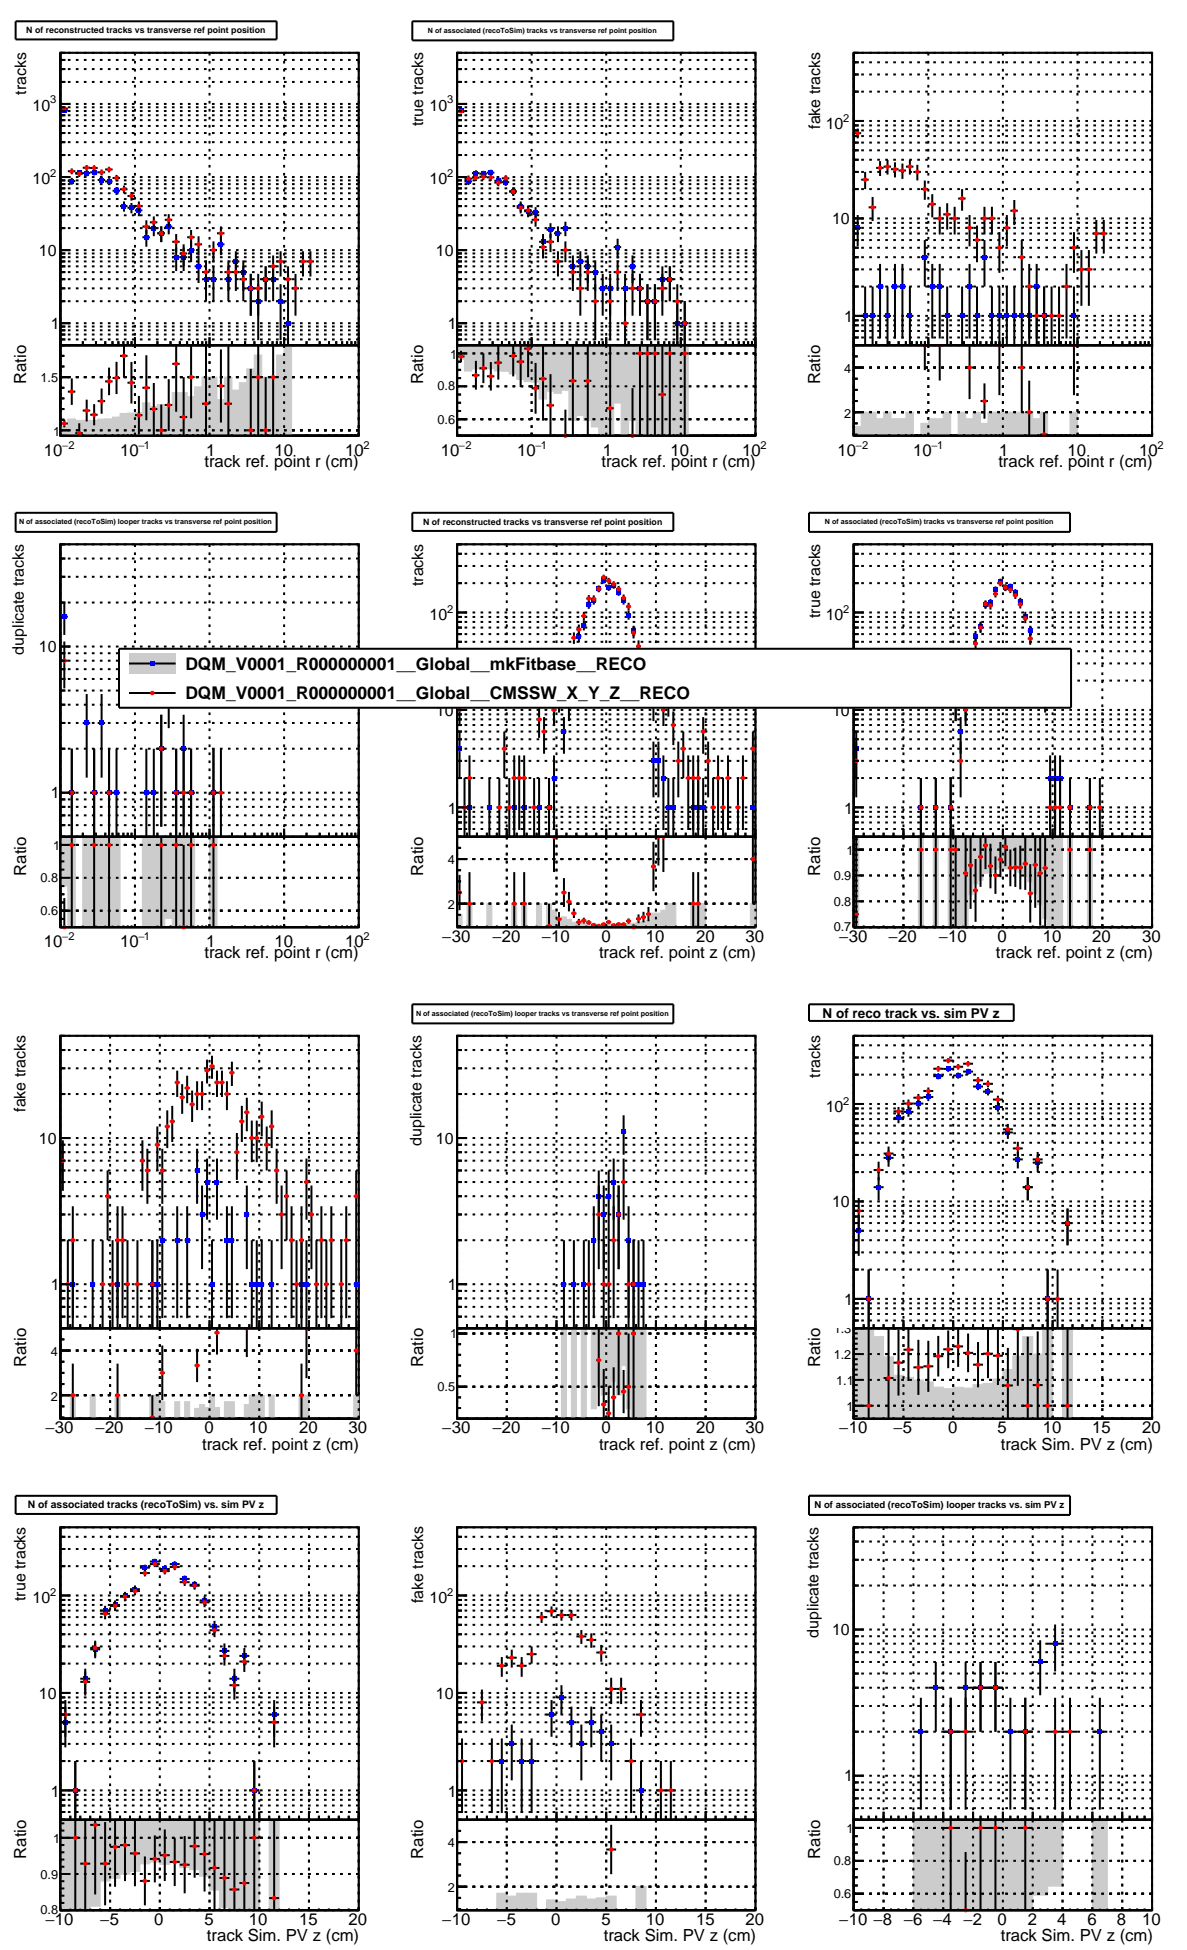 N of reconstructed tracks vs transverse ref point position
tracks
10³
10²
10
1
Ratio
1.5
1
10⁻² 10⁻¹ 1 10 10²
track ref. point r (cm)
N of associated (recoToSim) tracks vs transverse ref point position
true tracks
10³
10²
10
1
Ratio
1
0.8
0.6
10⁻² 10⁻¹ 1 10 10²
track ref. point r (cm)
fake tracks
10²
10
1
Ratio
4
2
10⁻² 10⁻¹ 1 10 10²
track ref. point r (cm)
N of associated (recoToSim) looper tracks vs transverse ref point position
duplicate tracks
10
1
Ratio
1
0.8
0.6
10⁻² 10⁻¹ 1 10 10²
track ref. point r (cm)
N of reconstructed tracks vs transverse ref point position
tracks
10²
10
1
Ratio
4
2
−30 −20 −10 0 10 20 30
track ref. point z (cm)
N of associated (recoToSim) tracks vs transverse ref point position
true tracks
10²
10
1
Ratio
1
0.9
0.8
0.7
−30 −20 −10 0 10 20 30
track ref. point z (cm)
DQM_V0001_R000000001__Global__mkFitbase__RECO
DQM_V0001_R000000001__Global__CMSSW_X_Y_Z__RECO
fake tracks
10
1
Ratio
4
2
−30 −20 −10 0 10 20 30
track ref. point z (cm)
N of associated (recoToSim) looper tracks vs transverse ref point position
duplicate tracks
10
1
Ratio
1
0.5
−30 −20 −10 0 10 20 30
track ref. point z (cm)
N of reco track vs. sim PV z
tracks
10²
10
1
Ratio
1.3
1.2
1.1
1
−10 −5 0 5 10 15 20
track Sim. PV z (cm)
N of associated tracks (recoToSim) vs. sim PV z
true tracks
10²
10
1
Ratio
1
0.9
0.8
−10 −5 0 5 10 15 20
track Sim. PV z (cm)
fake tracks
10²
10
1
Ratio
4
2
−10 −5 0 5 10 15 20
track Sim. PV z (cm)
N of associated (recoToSim) looper tracks vs. sim PV z
duplicate tracks
10
1
Ratio
1
0.8
0.6
−10 −8 −6 −4 −2 0 2 4 6 8 10
track Sim. PV z (cm)